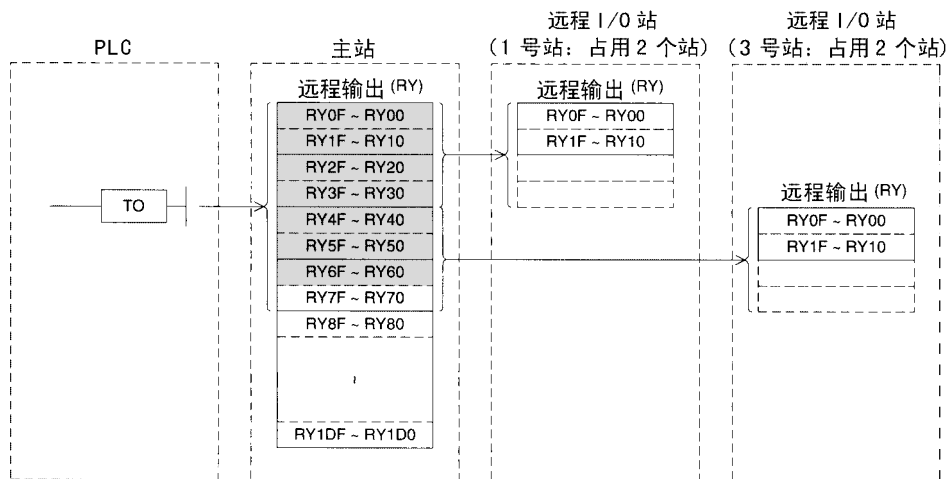 PLC
主站
远程 I/O 站
(1 号站: 占用 2 个站)
远程 I/O 站
(3 号站: 占用 2 个站)
TO
远程输出 (RY)
RY0F ~ RY00
RY1F ~ RY10
RY2F ~ RY20
RY3F ~ RY30
RY4F ~ RY40
RY5F ~ RY50
RY6F ~ RY60
RY7F ~ RY70
RY8F ~ RY80
~
RY1DF ~ RY1D0
远程输出 (RY)
RY0F ~ RY00
RY1F ~ RY10
远程输出 (RY)
RY0F ~ RY00
RY1F ~ RY10